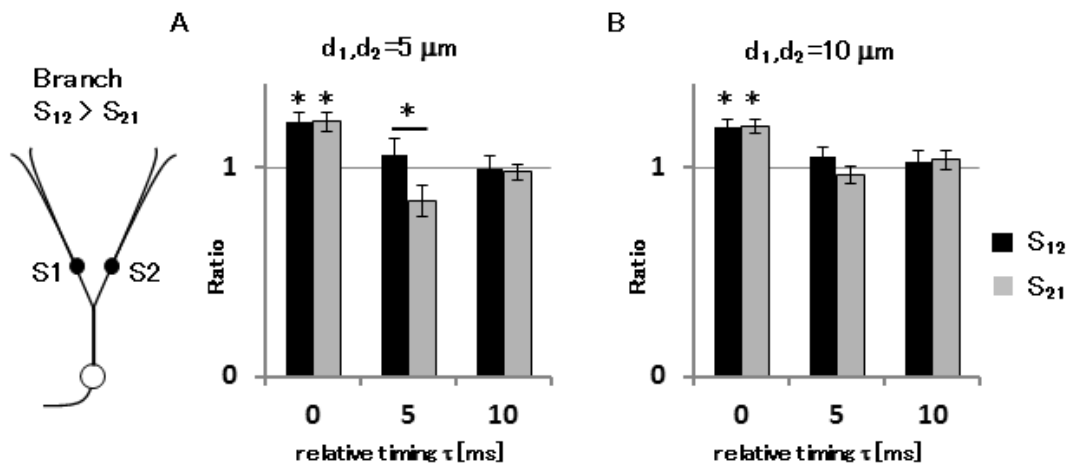 A
B
d₁,d₂=5 μm
d₁,d₂=10 μm
Branch
S₁₂ > S₂₁
S1
S2
* *
*
* *
1
0
Ratio
0 5 10
relative timing τ [ms]
1
0
Ratio
0 5 10
relative timing τ [ms]
S₁₂
S₂₁